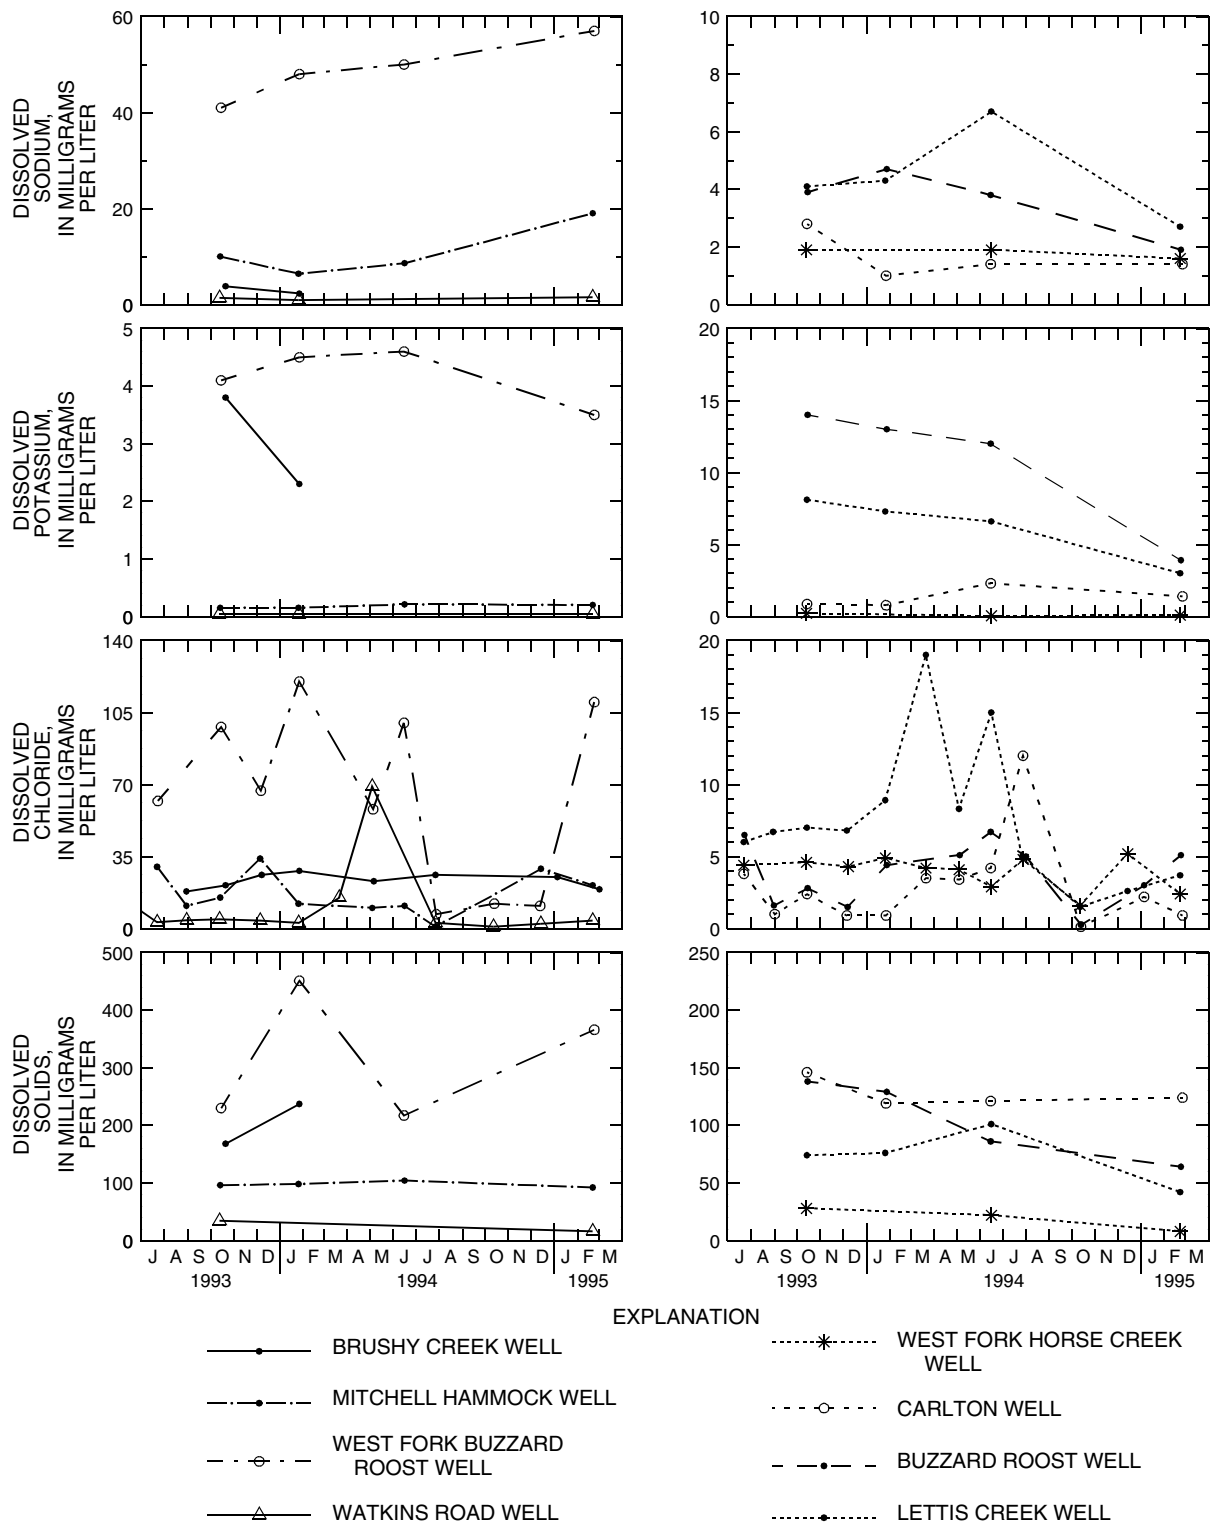 DISSOLVED
SODIUM,
IN MILLIGRAMS
PER LITER
60
40
20
0
10
8
6
4
2
0
DISSOLVED
POTASSIUM,
IN MILLIGRAMS
PER LITER
5
4
3
2
1
0
20
15
10
5
0
DISSOLVED
CHLORIDE,
IN MILLIGRAMS
PER LITER
140
105
70
35
0
20
15
10
5
0
DISSOLVED
SOLIDS,
IN MILLIGRAMS
PER LITER
500
400
300
200
100
0
250
200
150
100
50
0
J A S O N D J F M A M J J A S O N D J F M
1993 1994 1995
J A S O N D J F M A M J J A S O N D J F M
1993 1994 1995
EXPLANATION
BRUSHY CREEK WELL
MITCHELL HAMMOCK WELL
WEST FORK BUZZARD
ROOST WELL
WATKINS ROAD WELL
WEST FORK HORSE CREEK
WELL
CARLTON WELL
BUZZARD ROOST WELL
LETTIS CREEK WELL